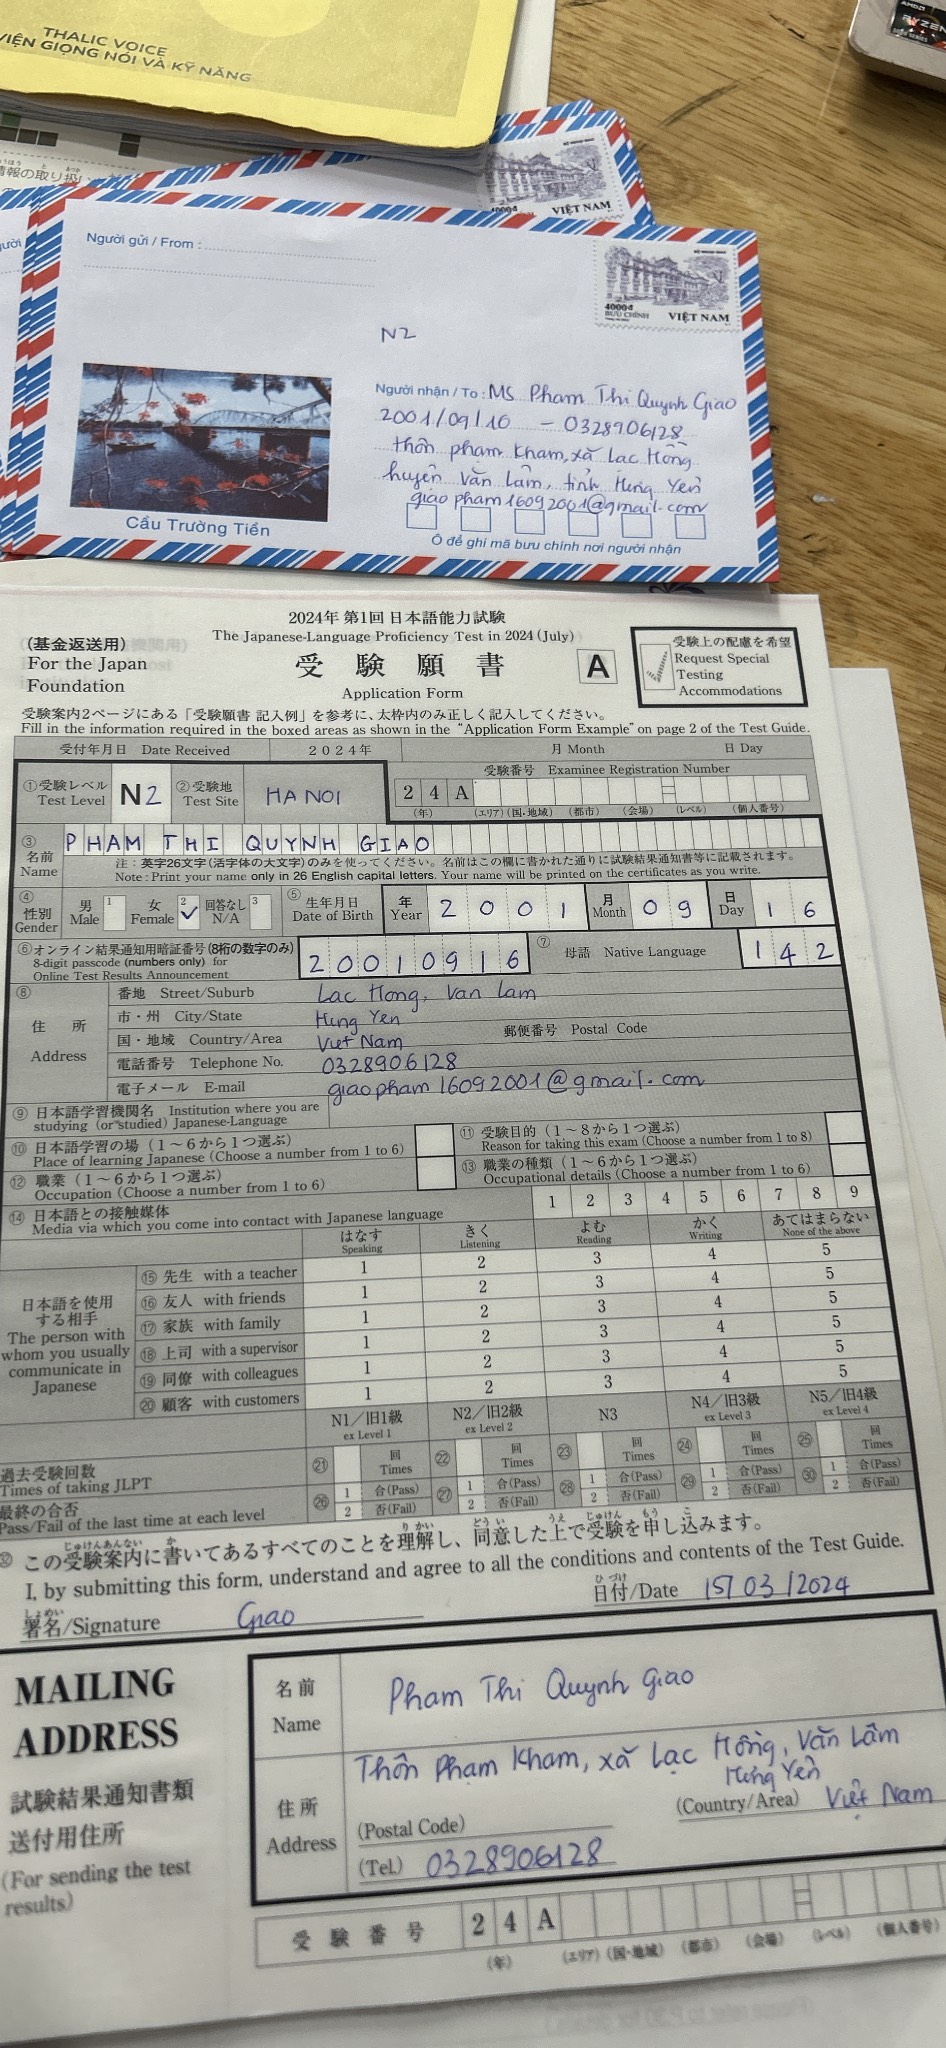 THALIC VOICE
VIỆN GIỌNG NÓI VÀ KỸ NĂNG
AMD
RYZEN
VIỆT NAM
Người gửi / From :
4000đ
BƯU CHÍNH
VIỆT NAM
N2
Người nhận / To : MS Pham Thi Quynh Giao
2001/09/16 - 0328906128
thôn phạm Kham, xã Lạc Hồng
huyện Văn Lâm, tỉnh Hưng Yên
giaopham16092001@gmail.com
Cầu Trường Tiền
Ô để ghi mã bưu chính nơi người nhận
2024年 第1回 日本語能力試験
The Japanese-Language Proficiency Test in 2024 (July)
(基金返送用)
For the Japan
Foundation
受験願書
Application Form
A
受験上の配慮を希望
Request Special
Testing
Accommodations
受験案内2ページにある「受験願書 記入例」を参考に、太枠内のみ正しく記入してください。
Fill in the information required in the boxed areas as shown in the "Application Form Example" on page 2 of the Test Guide.
受付年月日 Date Received 2024年 月 Month 日 Day
①受験レベル
Test Level
N2
②受験地
Test Site
HA NOI
受験番号 Examinee Registration Number
2 4 A
(年) (エリア) (国・地域) (都市) (会場) (レベル) (個人番号)
③
名前
Name
PHAM THI QUYNH GIAO
注：英字26文字(活字体の大文字)のみを使ってください。名前はこの欄に書かれた通りに試験結果通知書等に記載されます。
Note : Print your name only in 26 English capital letters. Your name will be printed on the certificates as you write.
④
性別
Gender
男 1
Male
女 2
Female
回答なし 3
N/A
⑤ 生年月日
Date of Birth
年
Year
2 0 0 1
月
Month
0 9
日
Day
1 6
⑥オンライン結果通知用暗証番号(8桁の数字のみ)
8-digit passcode (numbers only) for
Online Test Results Announcement
2 0 0 1 0 9 1 6
⑦ 母語 Native Language
1 4 2
⑧
住所
Address
番地 Street/Suburb Lac Hong, Van Lam
市・州 City/State Hung Yen
国・地域 Country/Area Viet Nam
郵便番号 Postal Code
電話番号 Telephone No. 0328906128
電子メール E-mail giaopham16092001@gmail.com
⑨ 日本語学習機関名 Institution where you are
studying (or studied) Japanese-Language
⑩ 日本語学習の場 (1～6から1つ選ぶ)
Place of learning Japanese (Choose a number from 1 to 6)
⑪ 受験目的 (1～8から1つ選ぶ)
Reason for taking this exam (Choose a number from 1 to 8)
⑫ 職業 (1～6から1つ選ぶ)
Occupation (Choose a number from 1 to 6)
⑬ 職業の種類 (1～6から1つ選ぶ)
Occupational details (Choose a number from 1 to 6)
⑭ 日本語との接触媒体
Media via which you come into contact with Japanese language
1 2 3 4 5 6 7 8 9
はなす きく よむ かく あてはまらない
Speaking Listening Reading Writing None of the above
日本語を使用
する相手
The person with
whom you usually
communicate in
Japanese
⑮ 先生 with a teacher 1 2 3 4 5
⑯ 友人 with friends 1 2 3 4 5
⑰ 家族 with family 1 2 3 4 5
⑱ 上司 with a supervisor 1 2 3 4 5
⑲ 同僚 with colleagues 1 2 3 4 5
⑳ 顧客 with customers 1 2 3 4 5
N1／旧1級 N2／旧2級 N3 N4／旧3級 N5／旧4級
ex Level 1 ex Level 2 ex Level 3 ex Level 4
過去受験回数
Times of taking JLPT
㉑ 回 Times ㉒ 回 Times ㉓ 回 Times ㉔ 回 Times ㉕ 回 Times
最終の合否
Pass/Fail of the last time at each level
㉖ 1 合(Pass) ㉗ 1 合(Pass) ㉘ 1 合(Pass) ㉙ 1 合(Pass) ㉚ 1 合(Pass)
2 否(Fail) 2 否(Fail) 2 否(Fail) 2 否(Fail) 2 否(Fail)
この受験案内に書いてあるすべてのことを理解し、同意した上で受験を申し込みます。
I, by submitting this form, understand and agree to all the conditions and contents of the Test Guide.
署名/Signature Giao
日付/Date 15/03/2024
MAILING
ADDRESS
試験結果通知書類
送付用住所
(For sending the test
results)
名前
Name
Pham Thi Quynh Giao
住所
Address
Thôn Phạm Kham, xã Lạc Hồng, Văn Lâm
Hưng Yên
(Country/Area) Việt Nam
(Postal Code)
(Tel.) 0328906128
受験番号 2 4 A
(年) (エリア) (国・地域) (都市) (会場) (レベル) (個人番号)